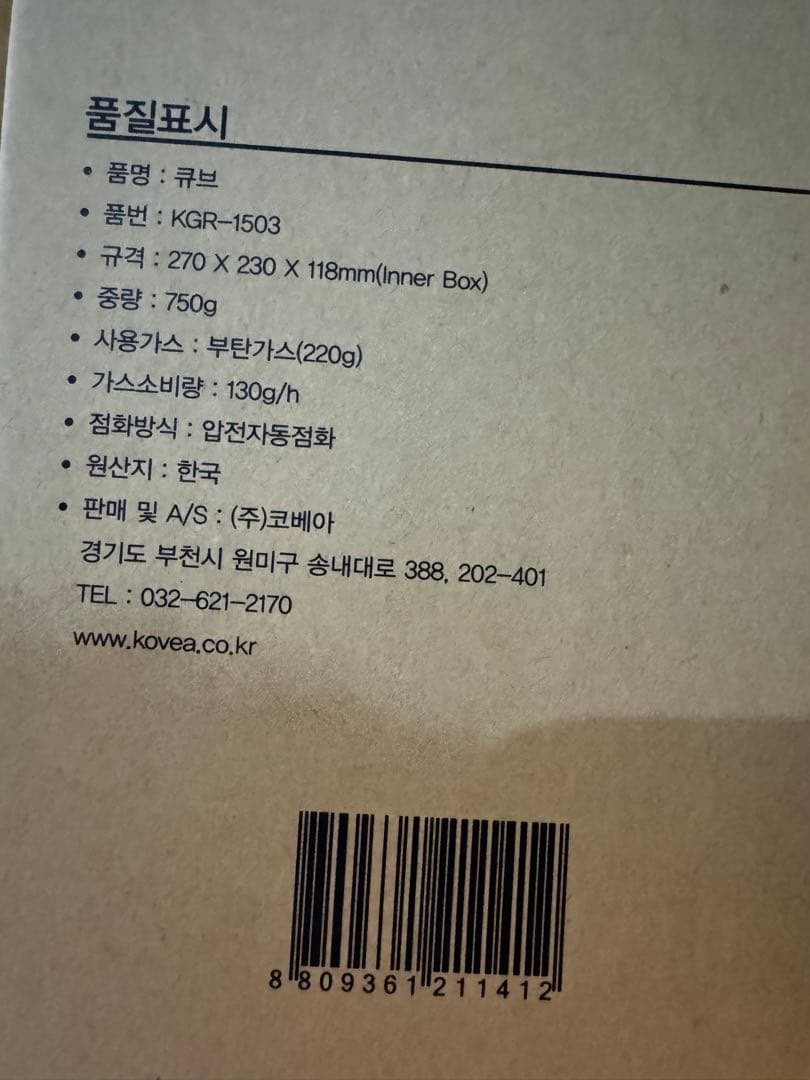 품질표시
• 품명 : 큐브
• 품번 : KGR-1503
• 규격 : 270 X 230 X 118mm(Inner Box)
• 중량 : 750g
• 사용가스 : 부탄가스(220g)
• 가스소비량 : 130g/h
• 점화방식 : 압전자동점화
• 원산지 : 한국
• 판매 및 A/S : (주)코베아
경기도 부천시 원미구 송내대로 388, 202-401
TEL : 032-621-2170
www.kovea.co.kr
8 809361 211412